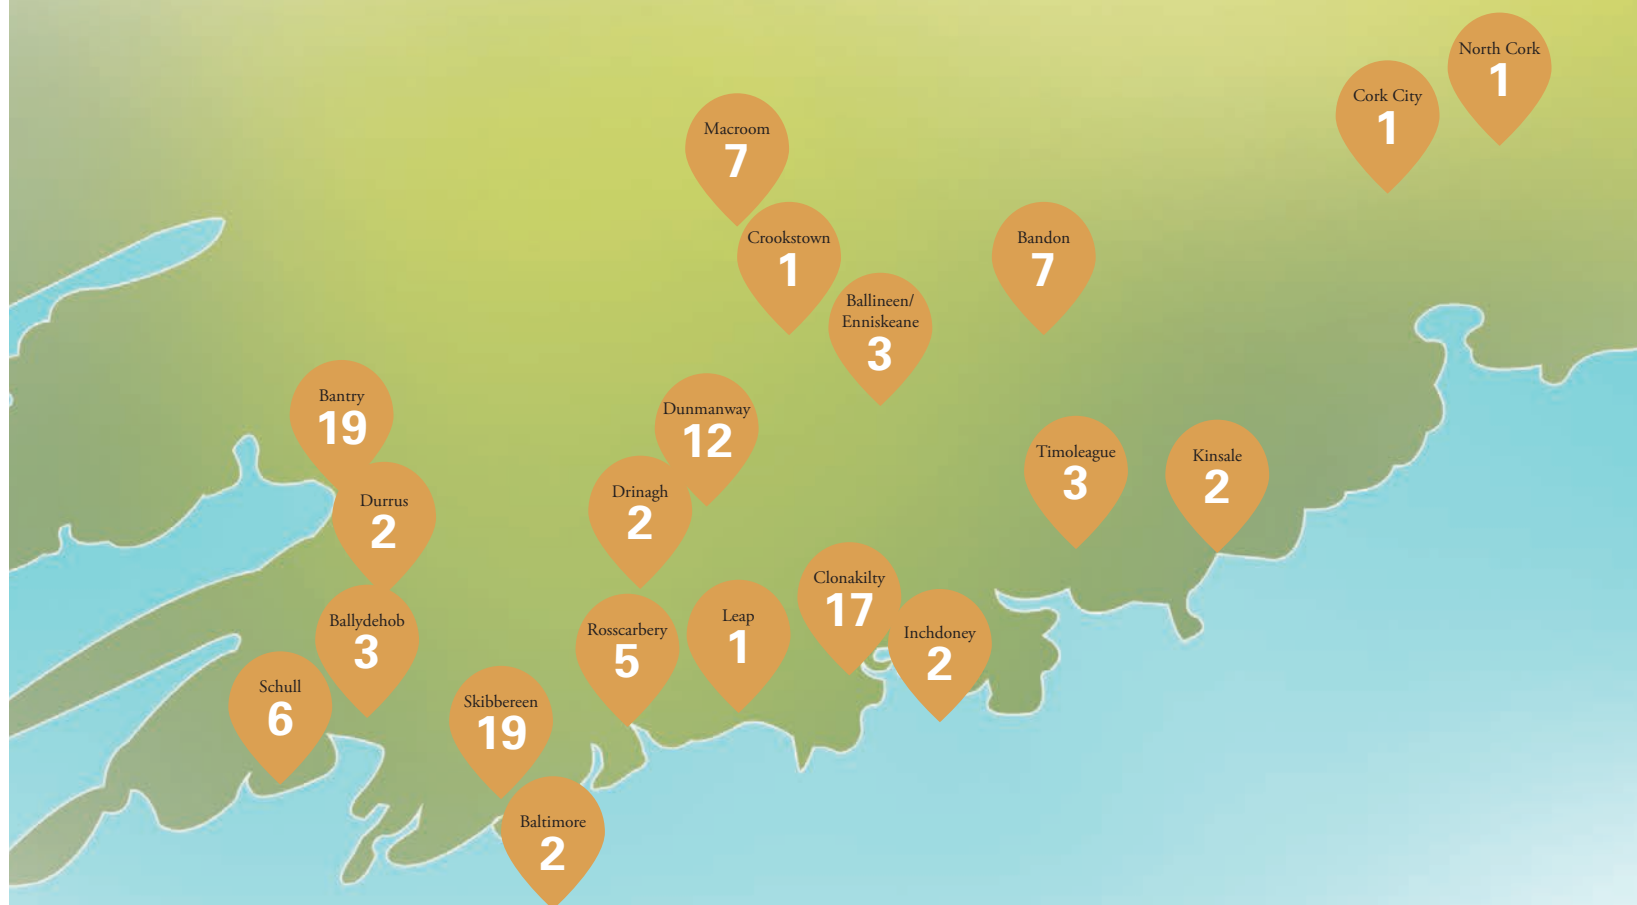 North Cork
1
Cork City
1
Macroom
7
Crookstown
1
Bandon
7
Ballineen/
Enniskeane
3
Bantry
19
Dunmanway
12
Timoleague
3
Kinsale
2
Durrus
2
Drinagh
2
Clonakilty
17
Ballydehob
3
Rosscarbery
5
Leap
1
Inchdoney
2
Schull
6
Skibbereen
19
Baltimore
2